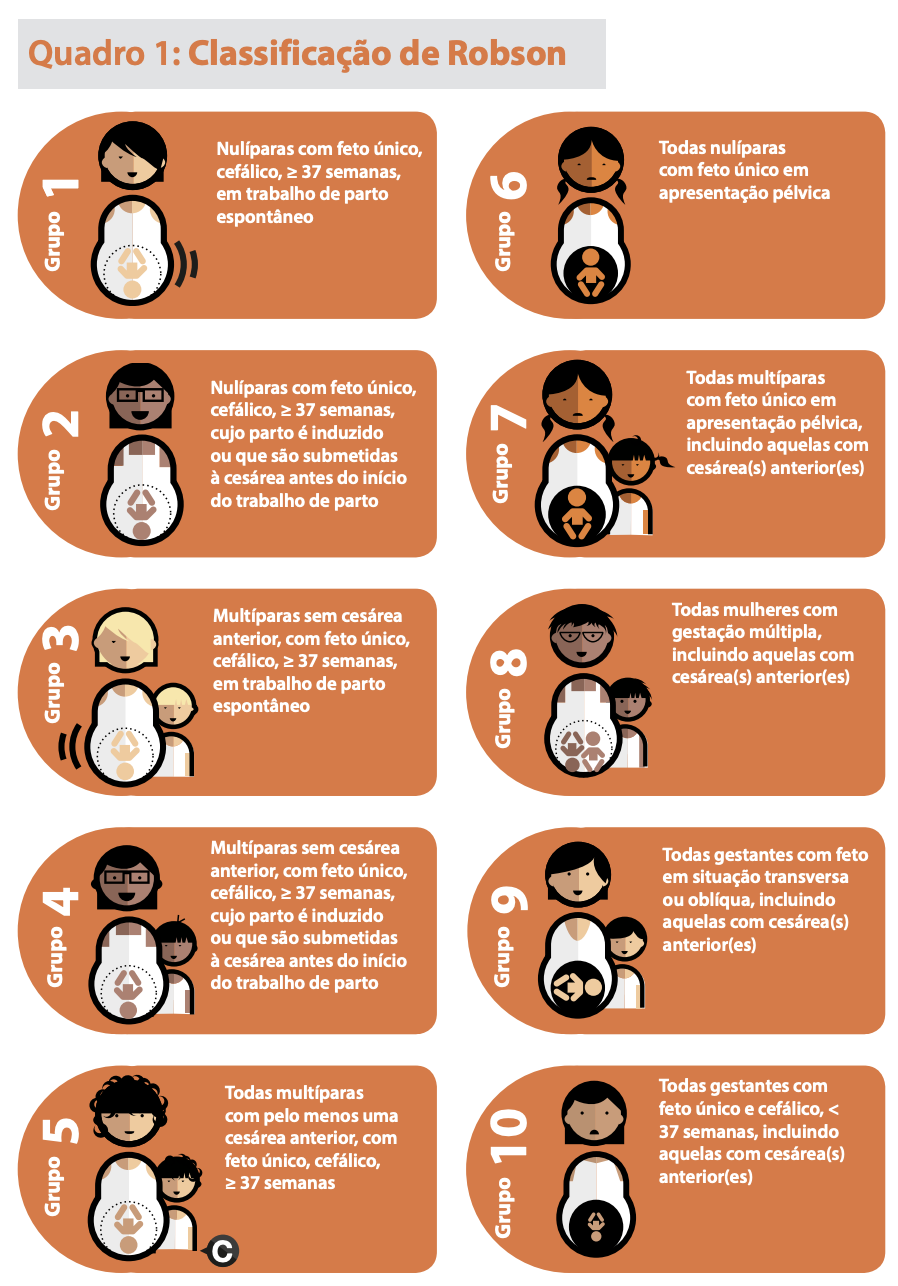 Quadro 1: Classificação de Robson
Grupo 1
Nulíparas com feto único,
cefálico, ≥ 37 semanas,
em trabalho de parto
espontâneo
Grupo 2
Nulíparas com feto único,
cefálico, ≥ 37 semanas,
cujo parto é induzido
ou que são submetidas
à cesárea antes do início
do trabalho de parto
Grupo 3
Multíparas sem cesárea
anterior, com feto único,
cefálico, ≥ 37 semanas,
em trabalho de parto
espontâneo
Grupo 4
Multíparas sem cesárea
anterior, com feto único,
cefálico, ≥ 37 semanas,
cujo parto é induzido
ou que são submetidas
à cesárea antes do início
do trabalho de parto
Grupo 5
Todas multíparas
com pelo menos uma
cesárea anterior, com
feto único, cefálico,
≥ 37 semanas
C
Grupo 6
Todas nulíparas
com feto único em
apresentação pélvica
Grupo 7
Todas multíparas
com feto único em
apresentação pélvica,
incluindo aquelas com
cesárea(s) anterior(es)
Grupo 8
Todas mulheres com
gestação múltipla,
incluindo aquelas com
cesárea(s) anterior(es)
Grupo 9
Todas gestantes com feto
em situação transversa
ou oblíqua, incluindo
aquelas com cesárea(s)
anterior(es)
Grupo 10
Todas gestantes com
feto único e cefálico, <
37 semanas, incluindo
aquelas com cesárea(s)
anterior(es)